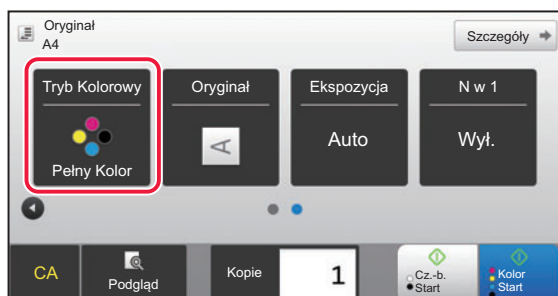 Oryginał
A4
Szczegóły
Tryb Kolorowy
Pełny Kolor
Oryginał
A
Ekspozycja
Auto
N w 1
Wył.
CA
Podgląd
Kopie
1
Cz.-b.
Start
Kolor
Start